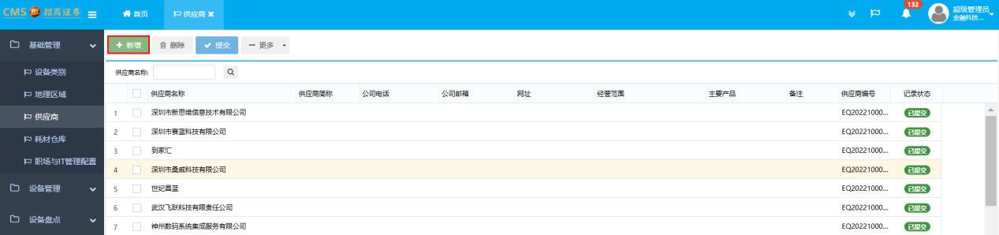 CMS 招商证券
首页
供应商
132
超级管理员
金融科技...
基础管理
设备类别
地理区域
供应商
耗材仓库
职场与IT管理配置
设备管理
设备盘点
新增 删除 提交 更多
供应商名称:
供应商名称 供应商简称 公司电话 公司邮箱 网址 经营范围 主要产品 备注 供应商编号 记录状态
1 深圳市新思维信息技术有限公司 EQ20221000... 已提交
2 深圳市赛蓝科技有限公司 EQ20221000... 已提交
3 到家汇 EQ20221000... 已提交
4 深圳市桑威科技有限公司 EQ20221000... 已提交
5 世纪昌蓝 EQ20221000... 已提交
6 武汉飞跃科技有限责任公司 EQ20221000... 已提交
7 神州数码系统集成服务有限公司 EQ20221000... 已提交